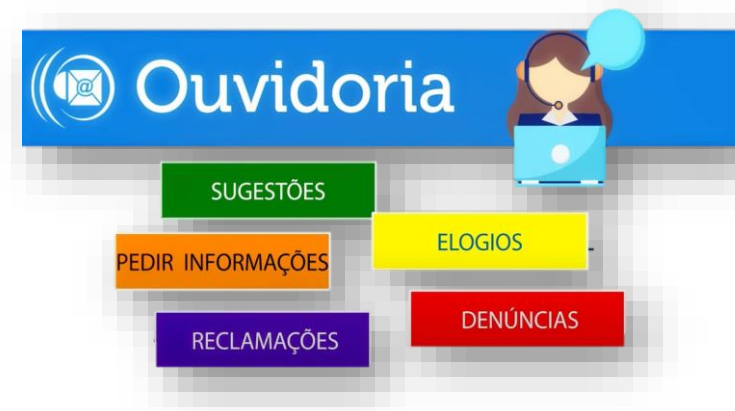 @
Ouvidoria
SUGESTÕES
ELOGIOS
PEDIR INFORMAÇÕES
DENÚNCIAS
RECLAMAÇÕES